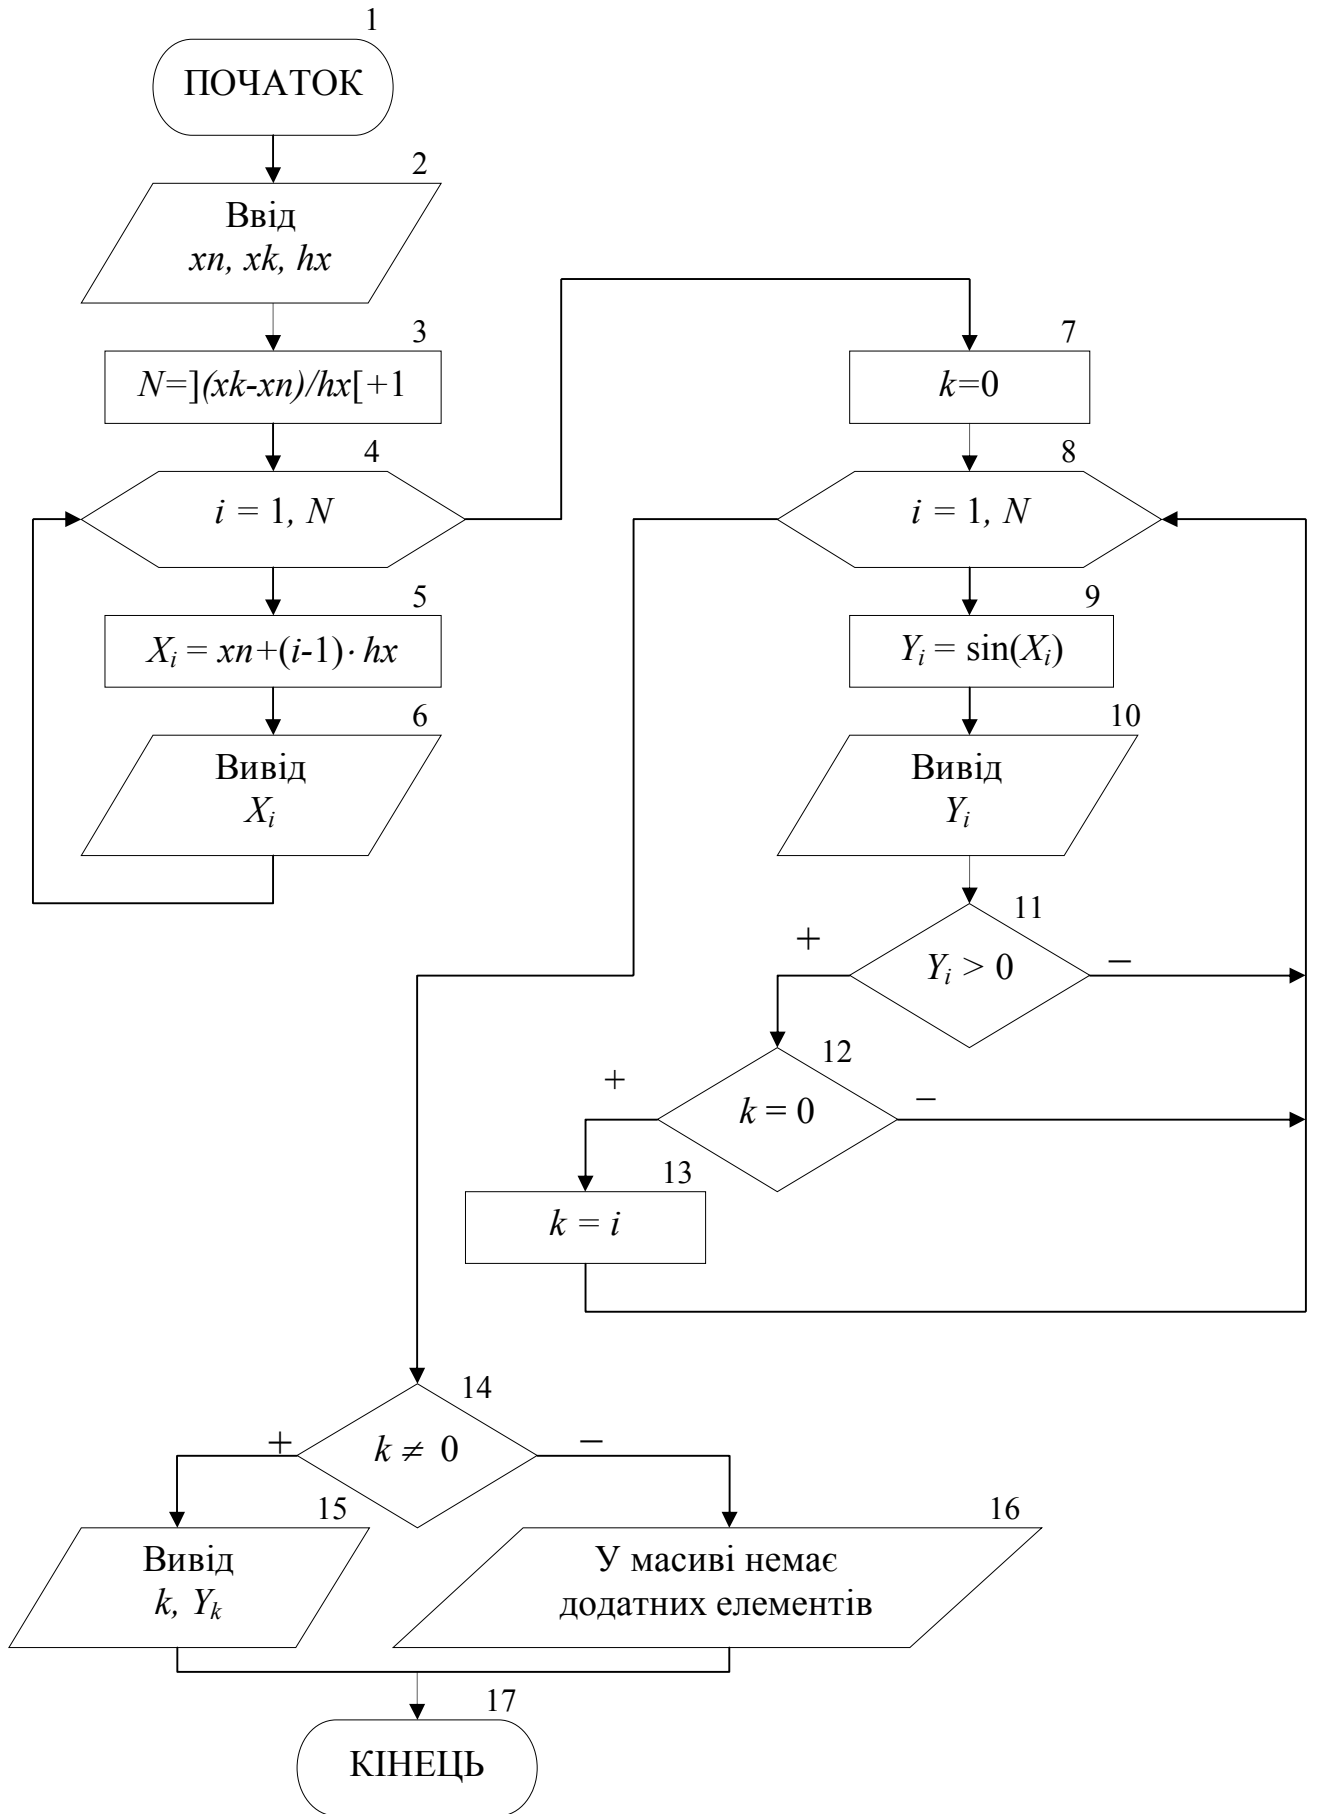 1
ПОЧАТОК
2
Ввід
xn, xk, hx
3
N=](xk-xn)/hx[+1
4
i = 1, N
5
Xi = xn+(i-1)· hx
6
Вивід
Xi
7
k=0
8
i = 1, N
9
Yi = sin(Xi)
10
Вивід
Yi
11
+
Yi > 0
–
12
+
k = 0
–
13
k = i
14
+
k ≠ 0
–
15
Вивід
k, Yk
16
У масиві немає
додатних елементів
17
КІНЕЦЬ